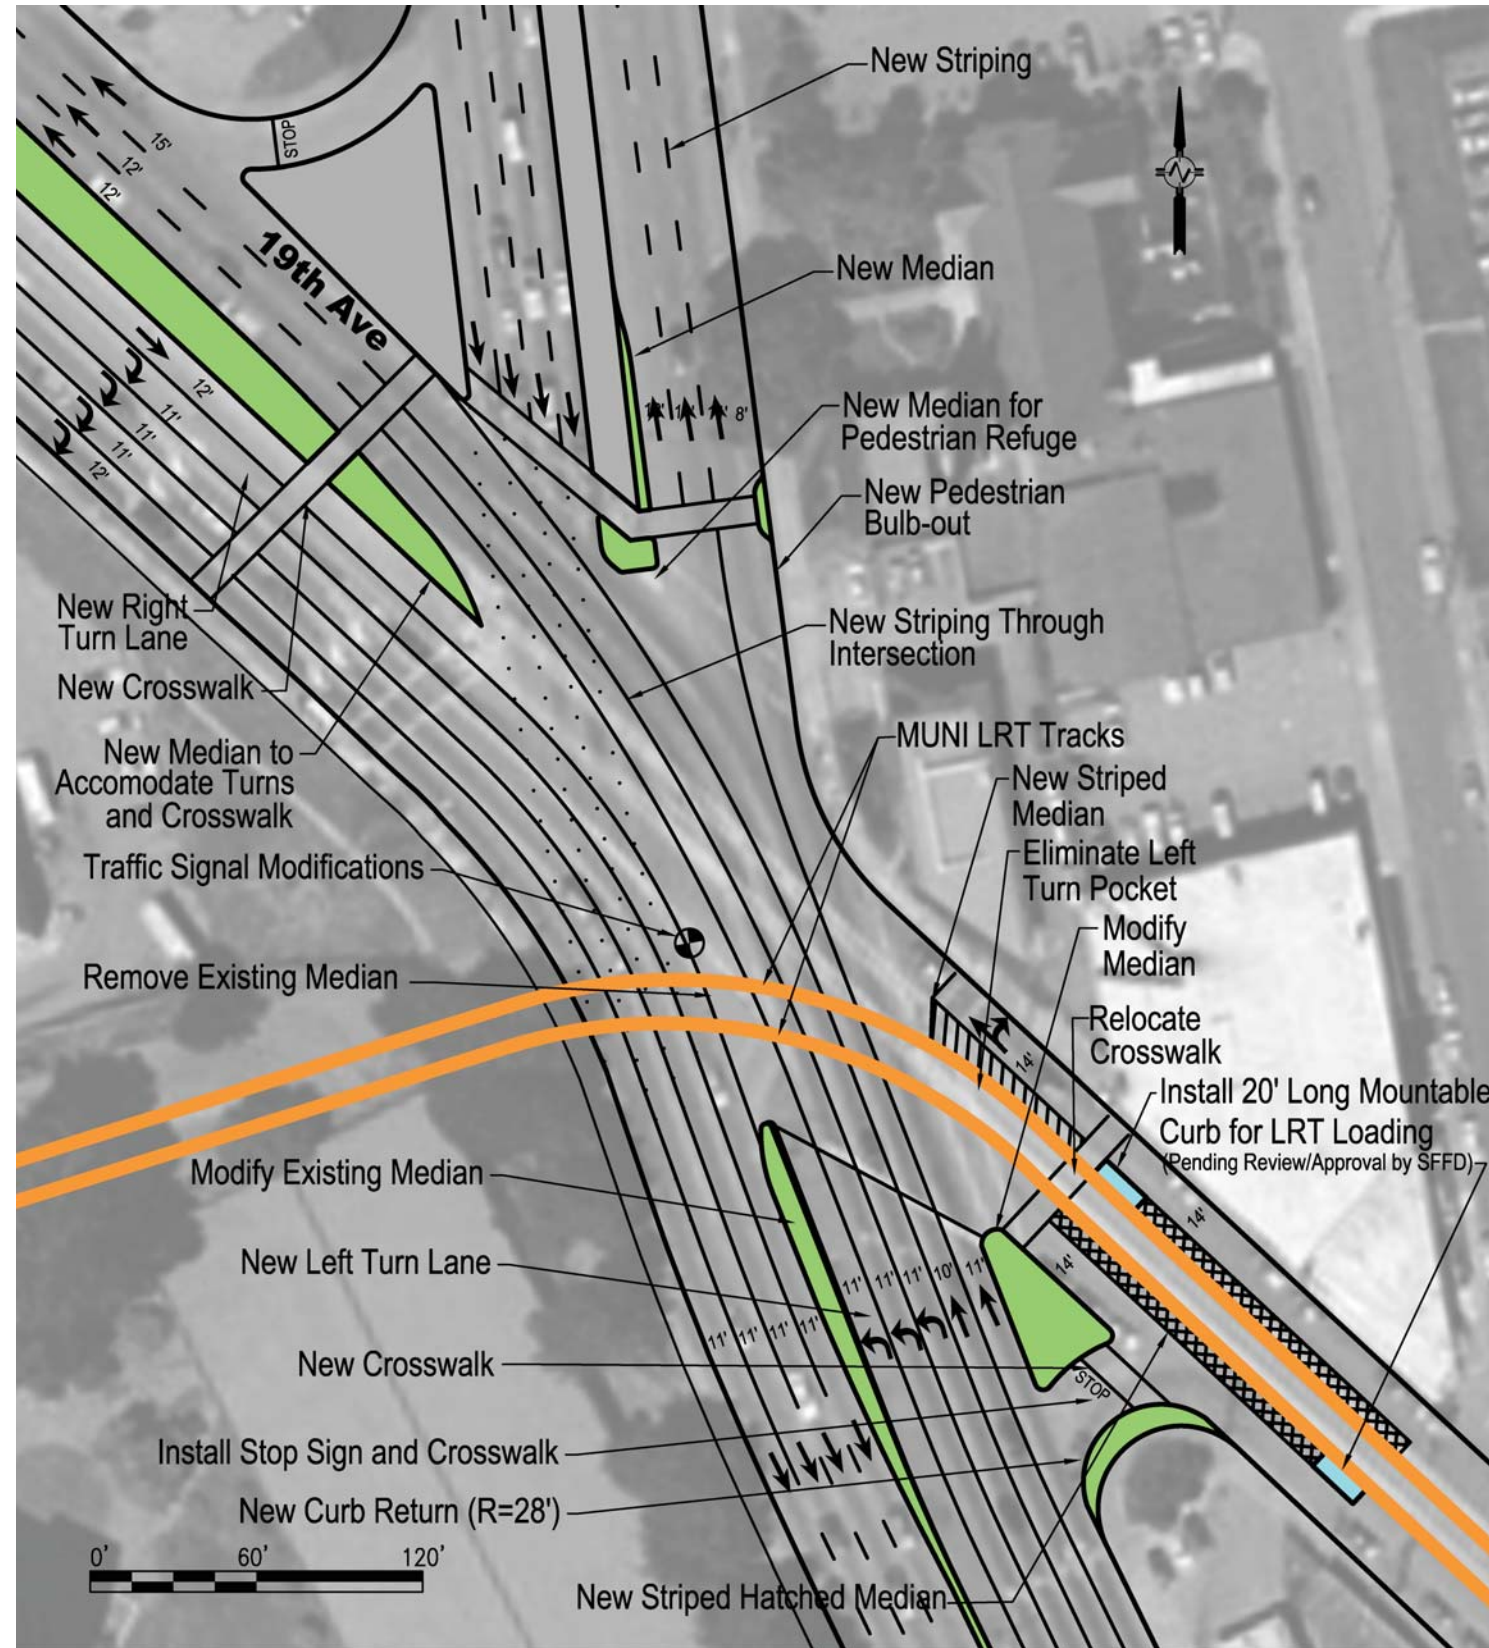 New Striping
STOP
15'
12'
12'
19th Ave
New Median
12'
11'
11'
11'
12'
8'
New Median for
Pedestrian Refuge
New Pedestrian
Bulb-out
New Right
Turn Lane
New Crosswalk
New Median to
Accomodate Turns
and Crosswalk
New Striping Through
Intersection
MUNI LRT Tracks
New Striped
Median
Eliminate Left
Turn Pocket
Modify
Median
Traffic Signal Modifications
Remove Existing Median
14'
Relocate
Crosswalk
Install 20' Long Mountable
Curb for LRT Loading
(Pending Review/Approval by SFFD)
Modify Existing Median
14'
New Left Turn Lane
14'
11'
11'
11'
10'
11'
11'
11'
11'
11'
New Crosswalk
STOP
Install Stop Sign and Crosswalk
New Curb Return (R=28')
0'
60'
120'
New Striped Hatched Median